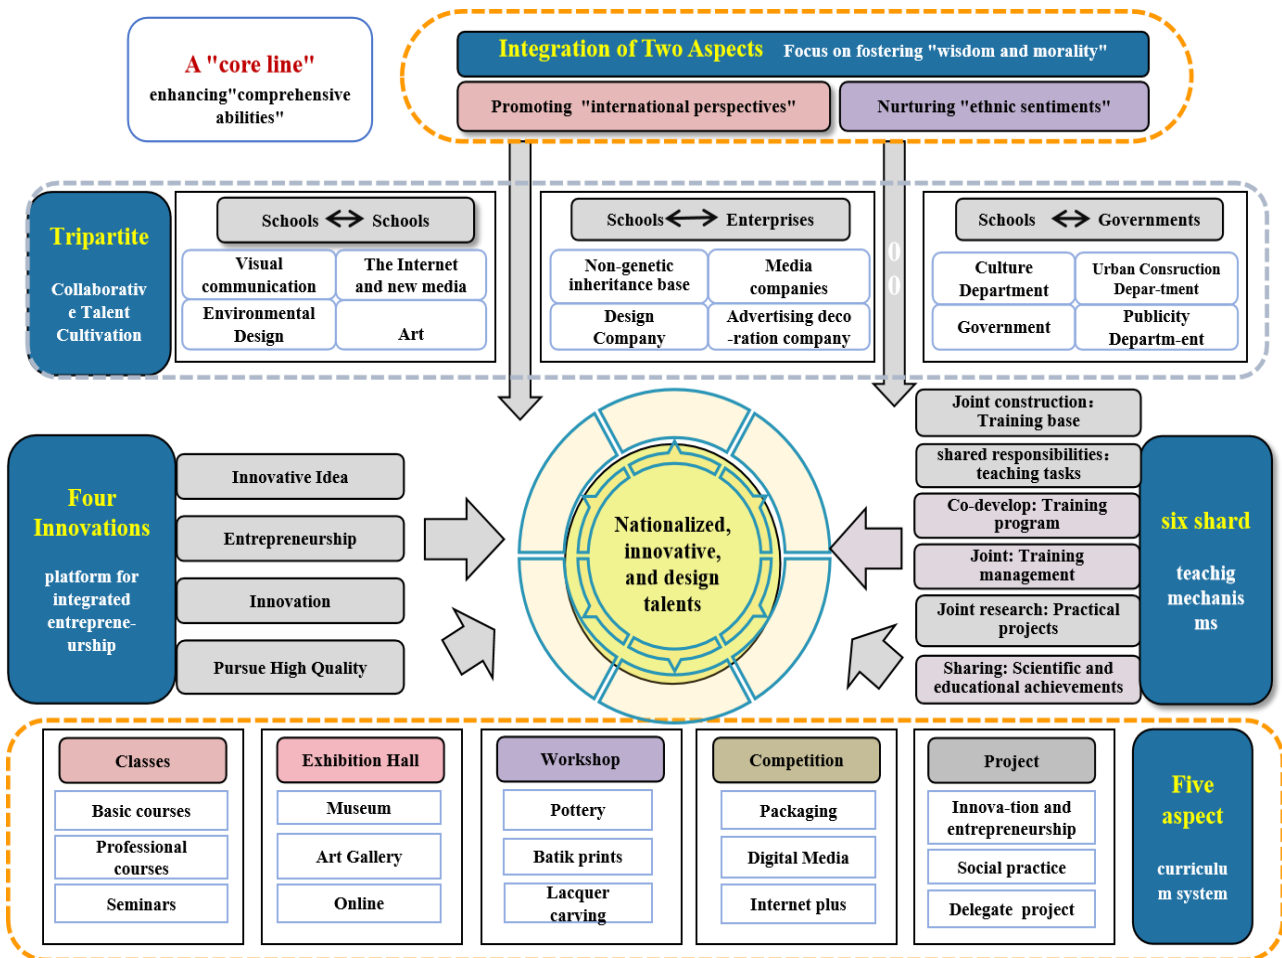 A "core line"
enhancing"comprehensive
abilities"
Integration of Two Aspects Focus on fostering "wisdom and morality"
Promoting "international perspectives"
Nurturing "ethnic sentiments"
Tripartite
Collaborativ
e Talent
Cultivation
Schools Schools
Visual
communication
The Internet
and new media
Environmental
Design
Art
Schools Enterprises
Non-genetic
inheritance base
Media
companies
Design
Company
Advertising deco
-ration company
0
0
Schools Governments
Culture
Department
Urban Consruction
Depar-tment
Government
Publicity
Departm-ent
Four
Innovations
platform for
integrated
entreprene-
urship
Innovative Idea
Entrepreneurship
Innovation
Pursue High Quality
Nationalized,
innovative,
and design
talents
Joint construction:
Training base
shared responsibilities:
teaching tasks
Co-develop: Training
program
Joint: Training
management
Joint research: Practical
projects
Sharing: Scientific and
educational achievements
six shard
teachig
mechanis
ms
Classes
Basic courses
Professional
courses
Seminars
Exhibition Hall
Museum
Art Gallery
Online
Workshop
Pottery
Batik prints
Lacquer
carving
Competition
Packaging
Digital Media
Internet plus
Project
Innova-tion and
entrepreneurship
Social practice
Delegate project
Five
aspect
curriculu
m system